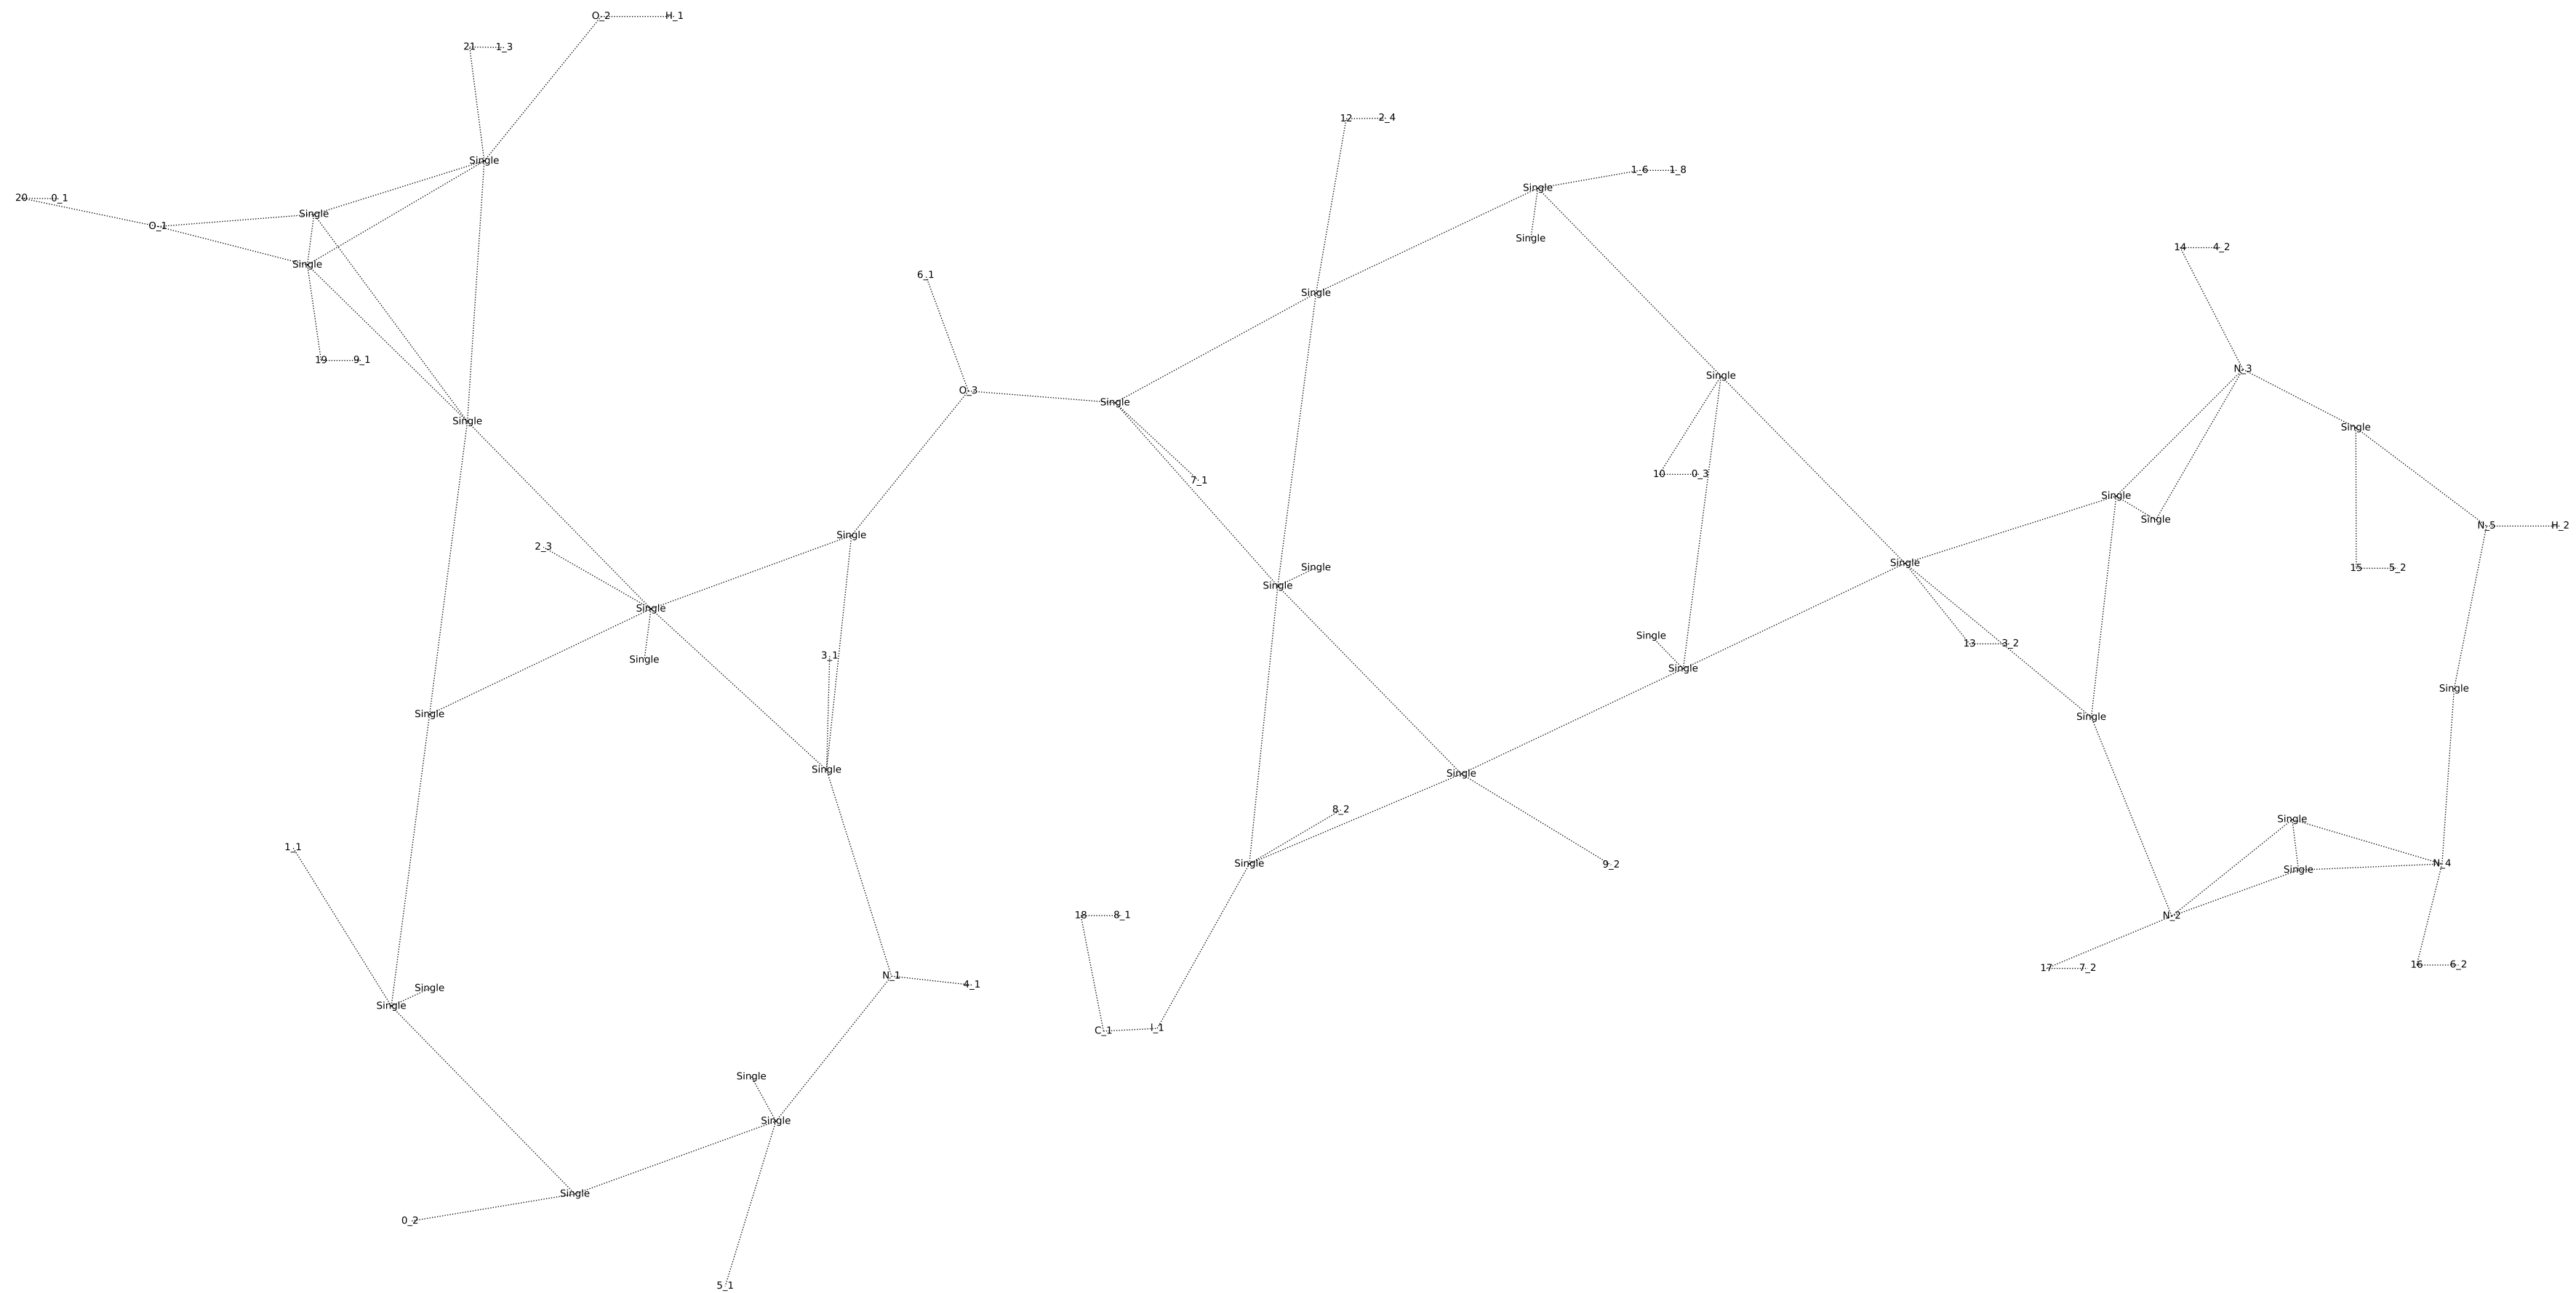 O_2 H_1
21 1_3
12 2_4
Single
1_6 1_8
Single
20 0_1
Single
O_1
Single
14 4_2
Single
6_1
Single
19 9_1
N_3
Single
O_3
Single
Single
Single
10 0_3
7_1
Single
Single
N_5 H_2
Single
2_3
Single
Single
15 5_2
Single
Single
Single
13 3_2
3_1
Single
Single
Single
Single
Single
Single
Single
8_2
Single
1_1
Single
9_2
N_4
Single
18 8_1
N_2
16 6_2
17 7_2
N_1
4_1
Single
Single
I_1
C_1
Single
Single
Single
0_2
5_1